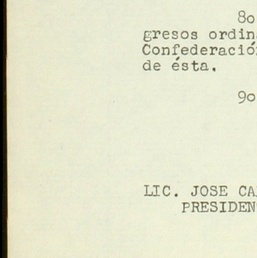 8o
gresos ordin
Confederació
de ésta.
9o
LIC. JOSE CA
PRESIDEN